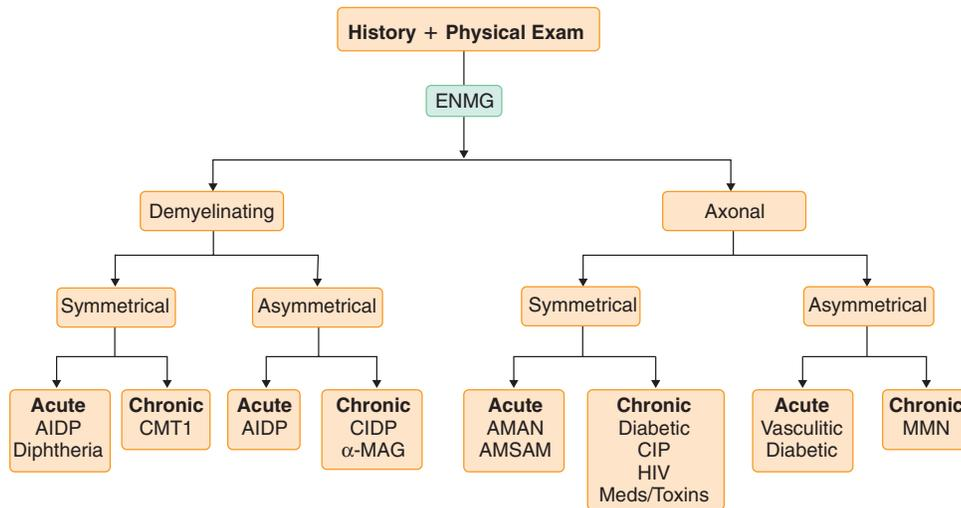 History + Physical Exam
ENMG
Demyelinating
Axonal
Symmetrical
Asymmetrical
Symmetrical
Asymmetrical
Acute
AIDP
Diphtheria
Chronic
CMT1
Acute
AIDP
Chronic
CIDP
α-MAG
Acute
AMAN
AMSAM
Chronic
Diabetic
CIP
HIV
Meds/Toxins
Acute
Vasculitic
Diabetic
Chronic
MMN